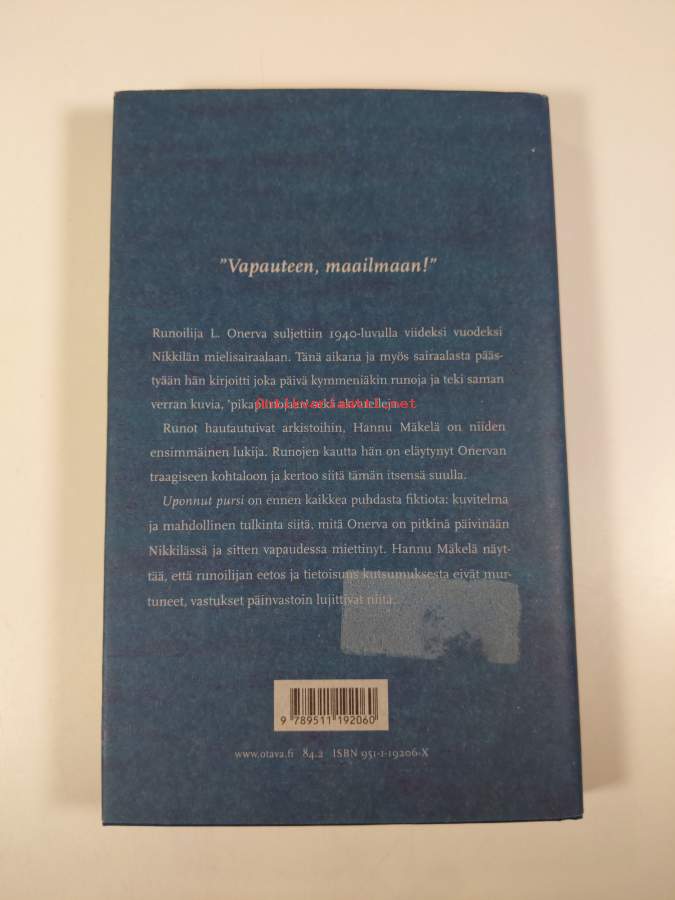 ”Vapauteen, maailmaan!”
Runoilija L. Onerva suljettiin 1940-luvulla viideksi vuodeksi
Nikkilän mielisairaalaan. Tänä aikana ja myös sairaalasta pääs-
tyään hän kirjoitti joka päivä kymmeniäkin runoja ja teki saman
verran kuvia,
Runot hautautuivat arkistoihin, Hannu Mäkelä on niiden
ensimmäinen lukija. Runojen kautta hän on eläytynyt Onervan
traagiseen kohtaloon ja kertoo siitä tämän itsensä suulla.
Uponnut pursi on ennen kaikkea puhdasta fiktiota: kuvitelma
ja mahdollinen tulkinta siitä, mitä Onerva on pitkinä päivinään
Nikkilässä ja sitten vapaudessa miettinyt. Hannu Mäkelä näyt-
tää, että runoilijan eetos ja tietoisuus kutsumuksesta eivät mur-
tuneet, vastukset päinvastoin lujittivat niitä.
9 789511 192060
www.otava.fi 84.2 ISBN 951-1-19206-X